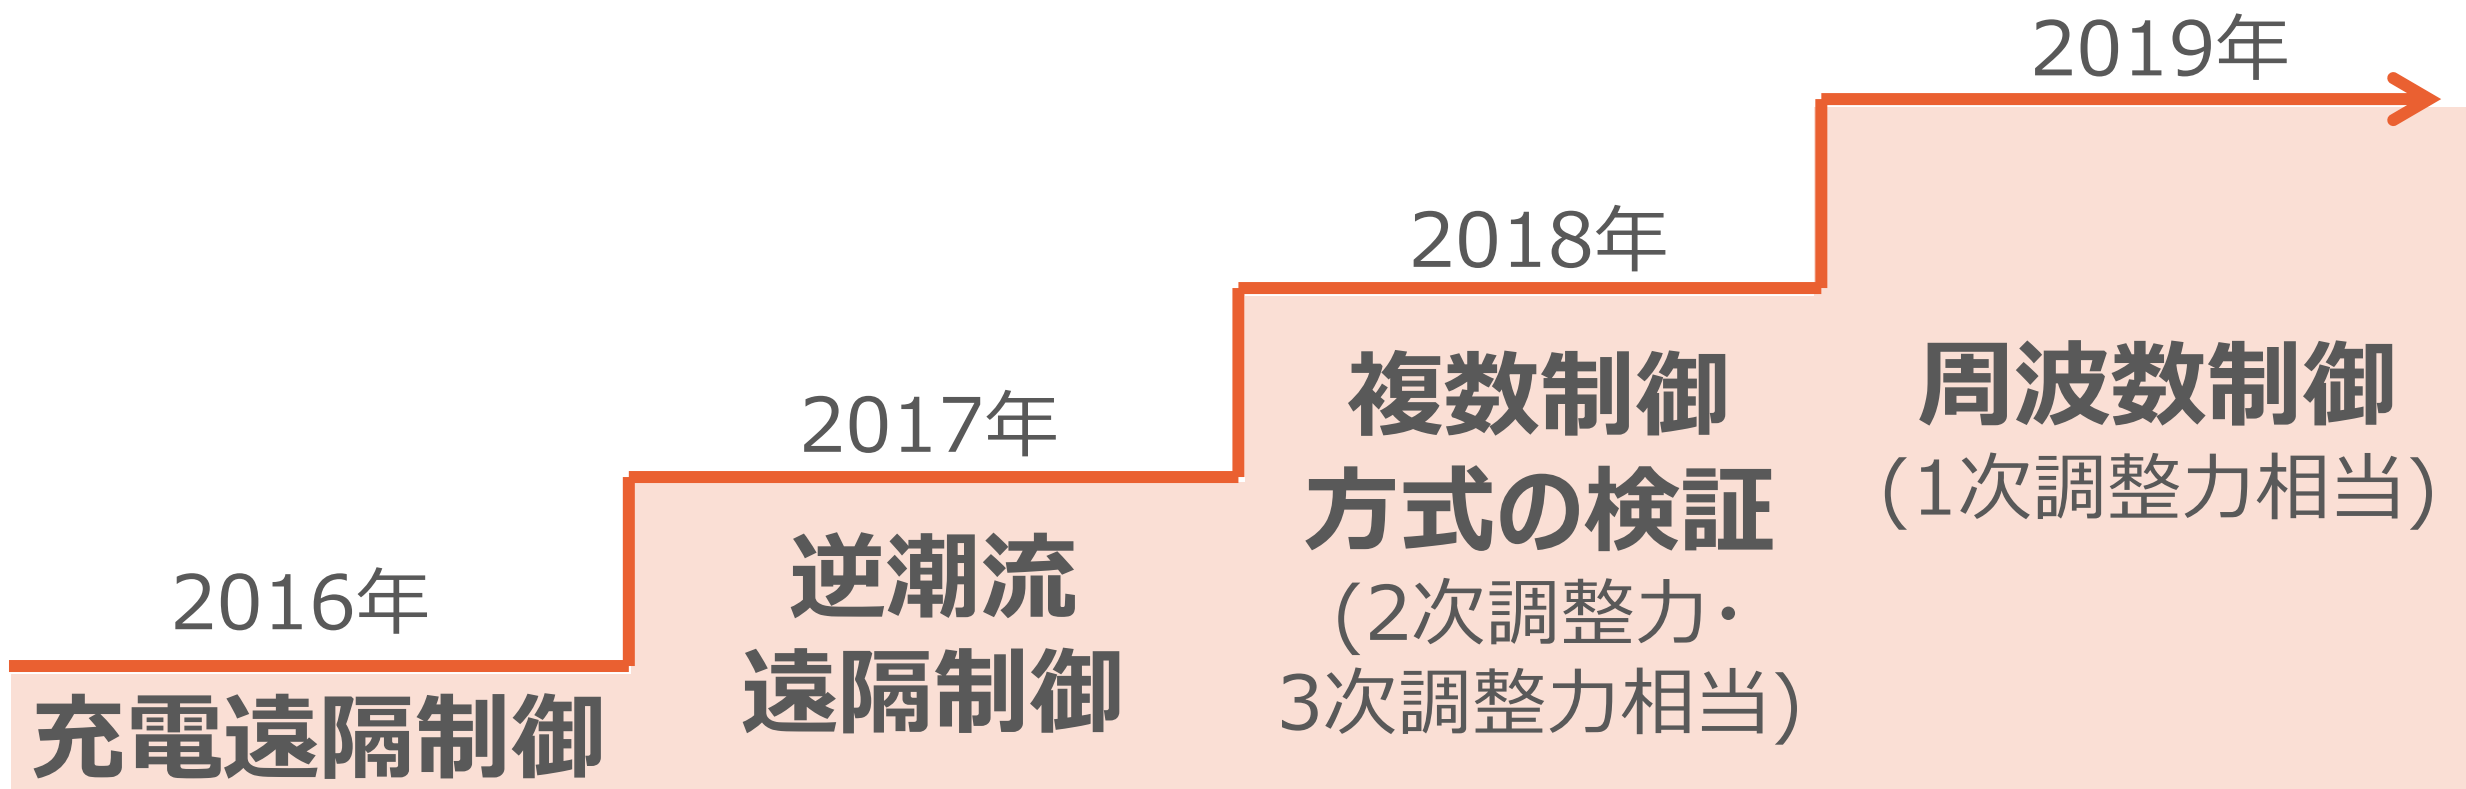 2016年
充電遠隔制御
2017年
逆潮流
遠隔制御
2018年
複数制御
方式の検証
(2次調整力・
3次調整力相当)
2019年
周波数制御
(1次調整力相当)